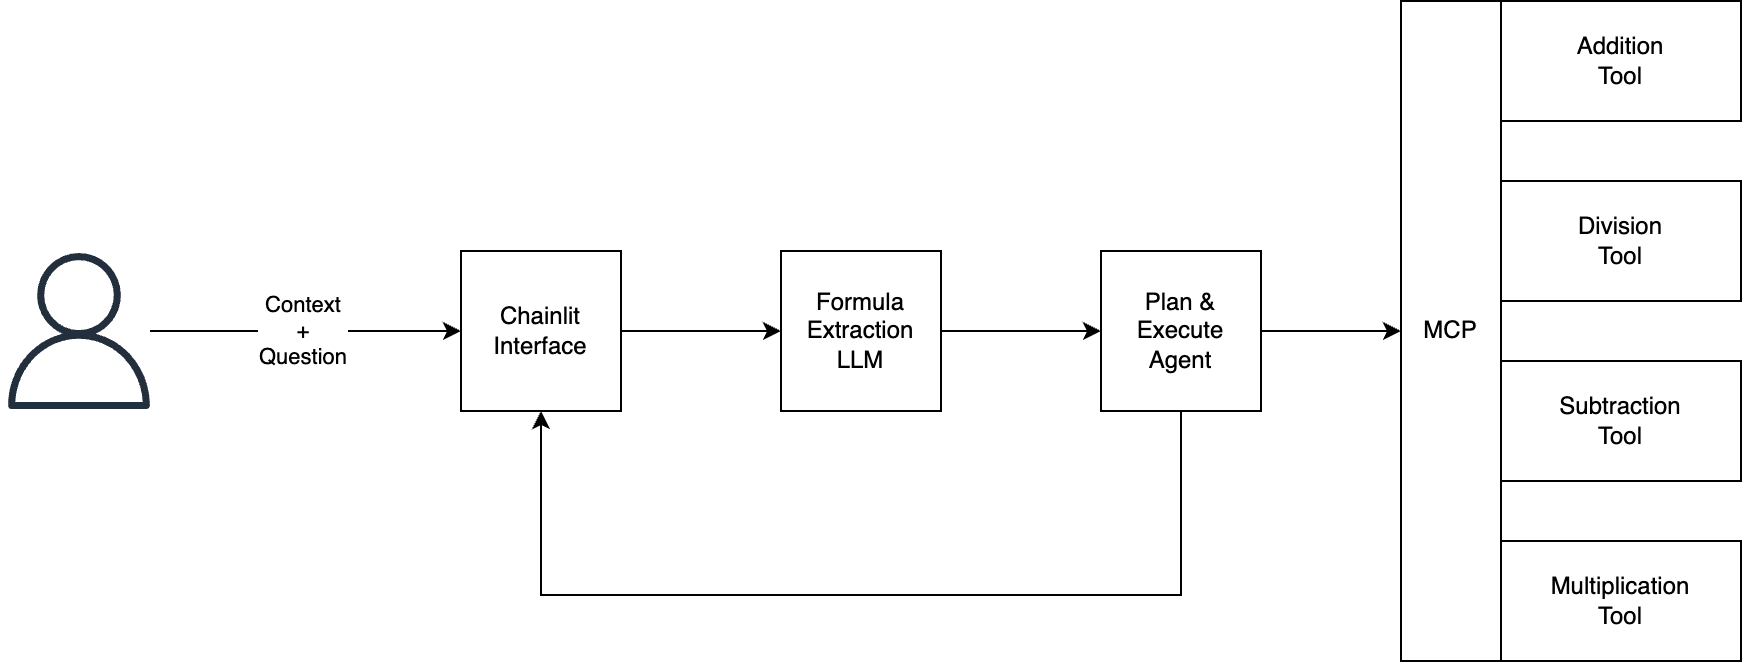 Context
+
Question
Chainlit
Interface
Formula
Extraction
LLM
Plan &
Execute
Agent
MCP
Addition
Tool
Division
Tool
Subtraction
Tool
Multiplication
Tool